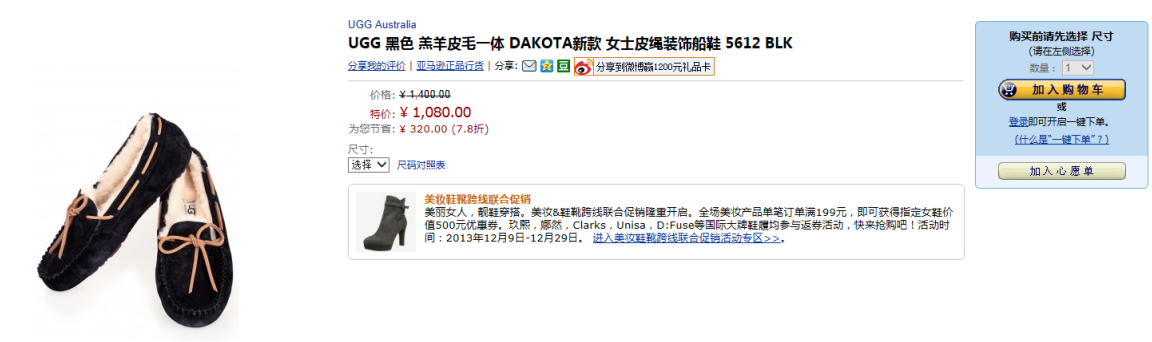 UGG Australia
UGG 黑色 羔羊皮毛一体 DAKOTA新款 女士皮绳装饰船鞋 5612 BLK
分享我的评价 | 亚马逊正品行货 | 分享: 豆 分享到微博赢1200元礼品卡
价格: ¥ 1,400.00
特价: ¥ 1,080.00
为您节省: ¥ 320.00 (7.8折)
尺寸:
选择 尺码对照表
美妆鞋靴跨线联合促销
美丽女人，靓鞋穿搭。美妆&鞋靴跨线联合促销隆重开启。全场美妆产品单笔订单满199元，即可获得指定女鞋价
值500元优惠券。玖熙，娜然，Clarks，Unisa，D:Fuse等国际大牌鞋履均参与返券活动，快来抢购吧！活动时
间：2013年12月9日-12月29日。 进入美妆鞋靴跨线联合促销活动专区>>。
购买前请先选择 尺寸
(请在左侧选择)
数量： 1
加入购物车
或
登录即可开启一键下单。
(什么是“一键下单”？)
加入心愿单
UGG